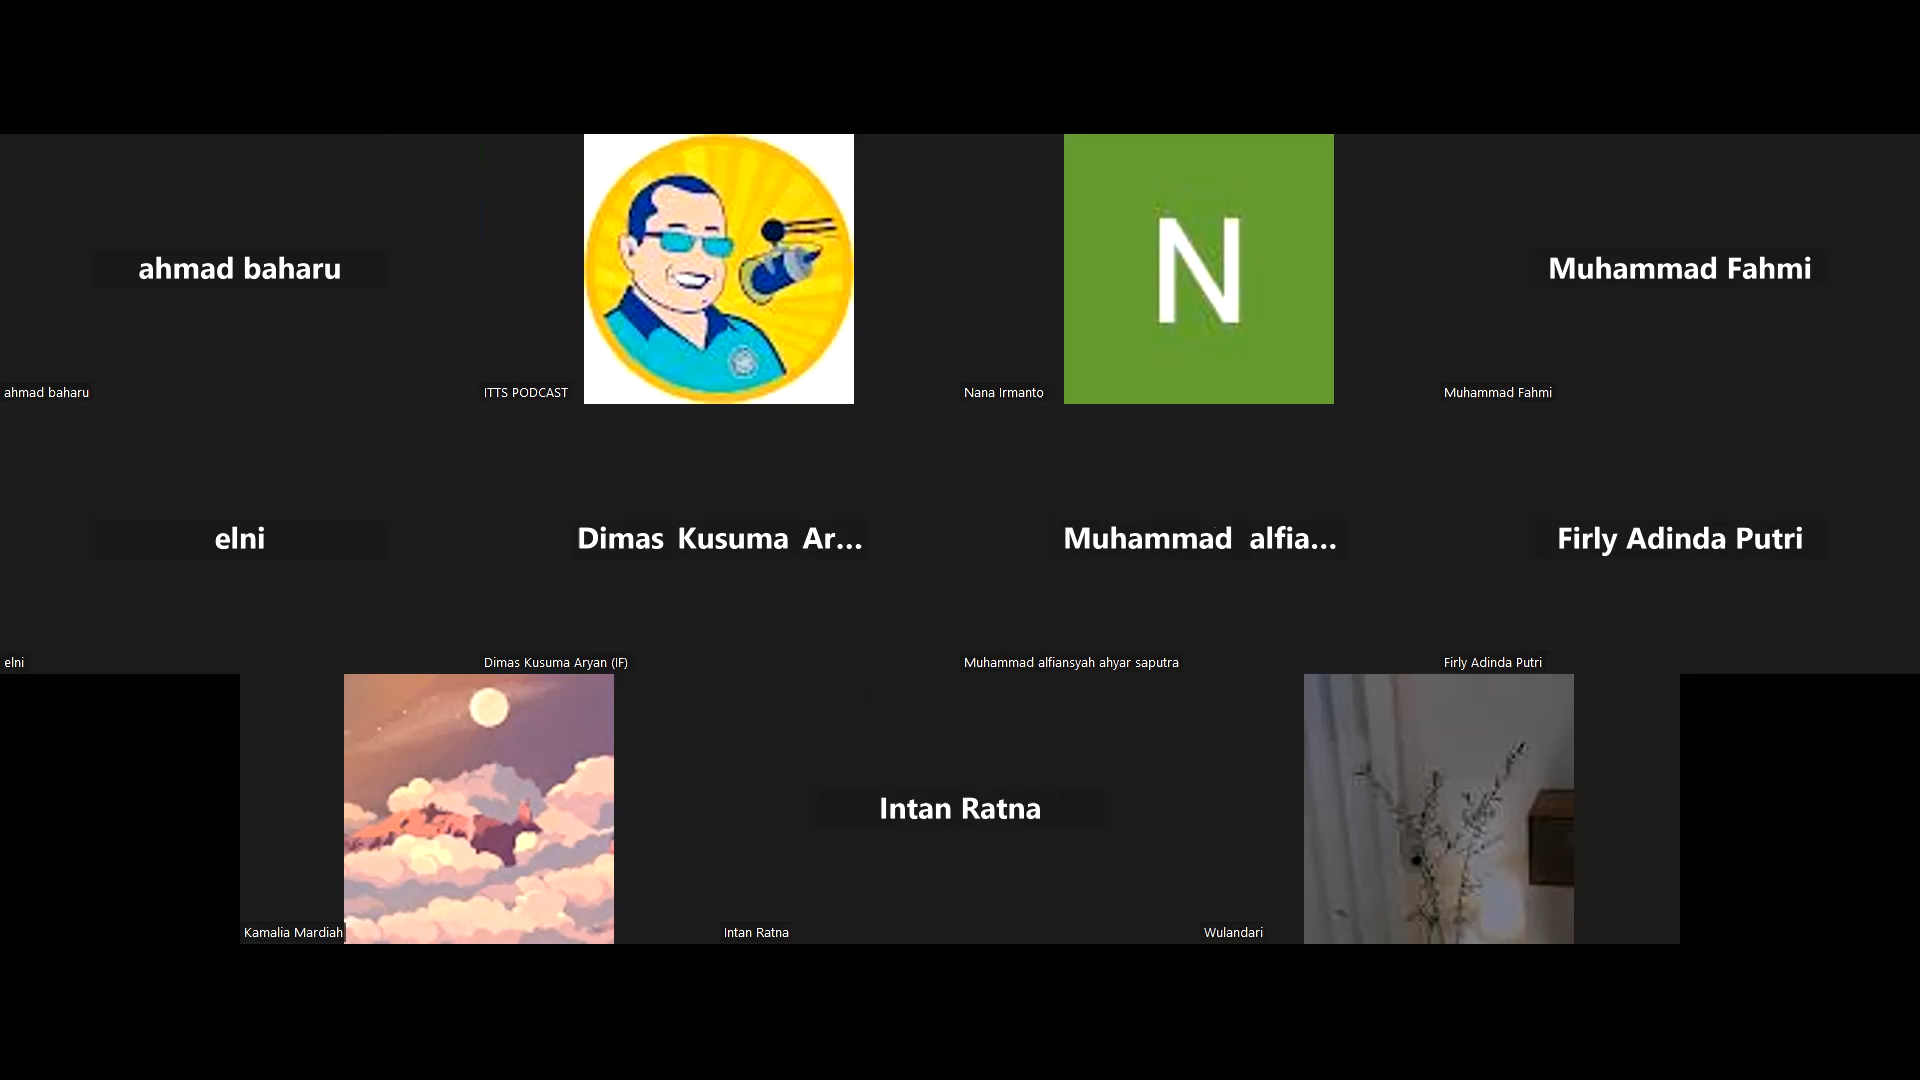 ahmad baharu
N
Muhammad Fahmi
ahmad baharu
ITTS PODCAST
Nana Irmanto
Muhammad Fahmi
elni
Dimas Kusuma Ar...
Muhammad alfia...
Firly Adinda Putri
elni
Dimas Kusuma Aryan (IF)
Muhammad alfiansyah ahyar saputra
Firly Adinda Putri
Intan Ratna
Kamalia Mardiah
Intan Ratna
Wulandari